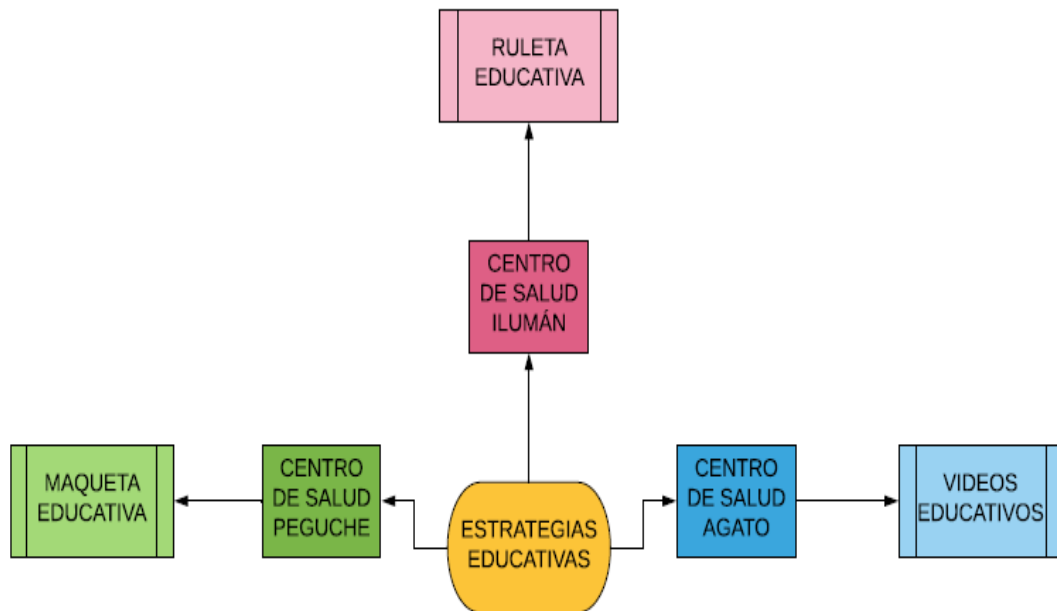 RULETA
EDUCATIVA
CENTRO
DE SALUD
ILUMÁN
MAQUETA
EDUCATIVA
CENTRO
DE SALUD
PEGUCHE
ESTRATEGIAS
EDUCATIVAS
CENTRO
DE SALUD
AGATO
VIDEOS
EDUCATIVOS